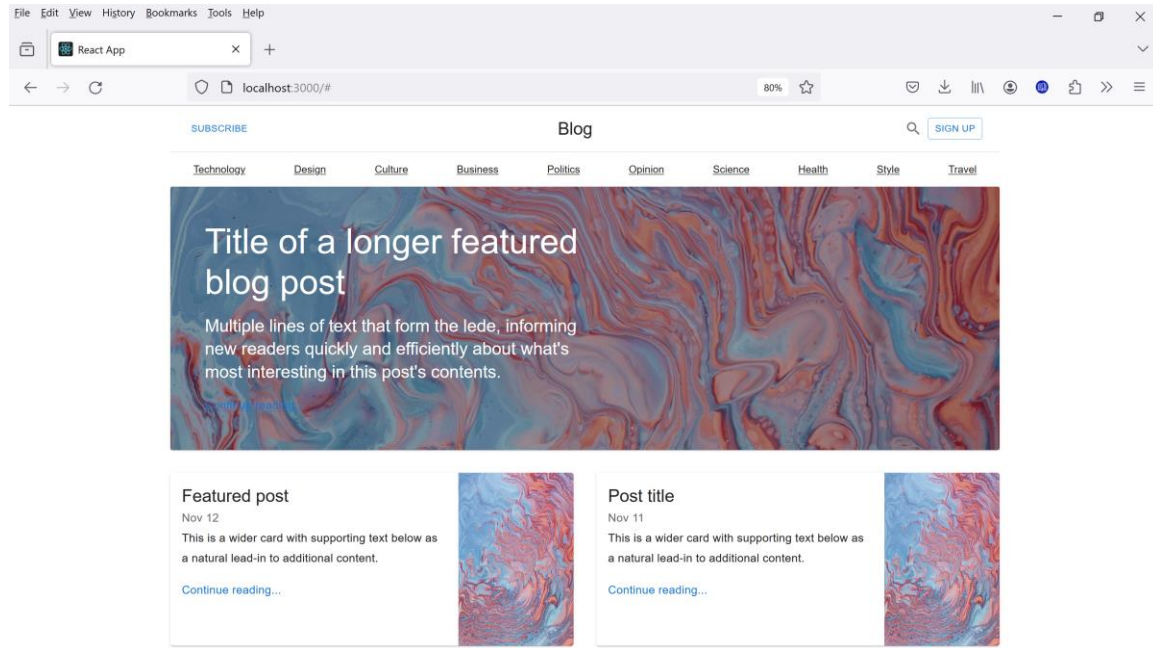 File Edit View History Bookmarks Tools Help
React App
localhost:3000/#
80%
SUBSCRIBE
Blog
SIGN UP
Technology Design Culture Business Politics Opinion Science Health Style Travel
Title of a longer featured
blog post
Multiple lines of text that form the lede, informing
new readers quickly and efficiently about what's
most interesting in this post's contents.
Featured post
Nov 12
This is a wider card with supporting text below as
a natural lead-in to additional content.
Continue reading...
Post title
Nov 11
This is a wider card with supporting text below as
a natural lead-in to additional content.
Continue reading...